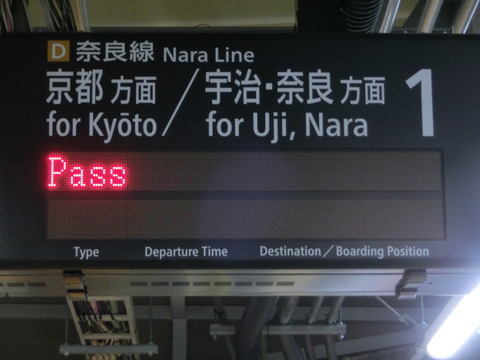 D 奈良線 Nara Line
京都 方面 / 宇治・奈良 方面 1
for Kyōto / for Uji, Nara
Pass
Type Departure Time Destination / Boarding Position